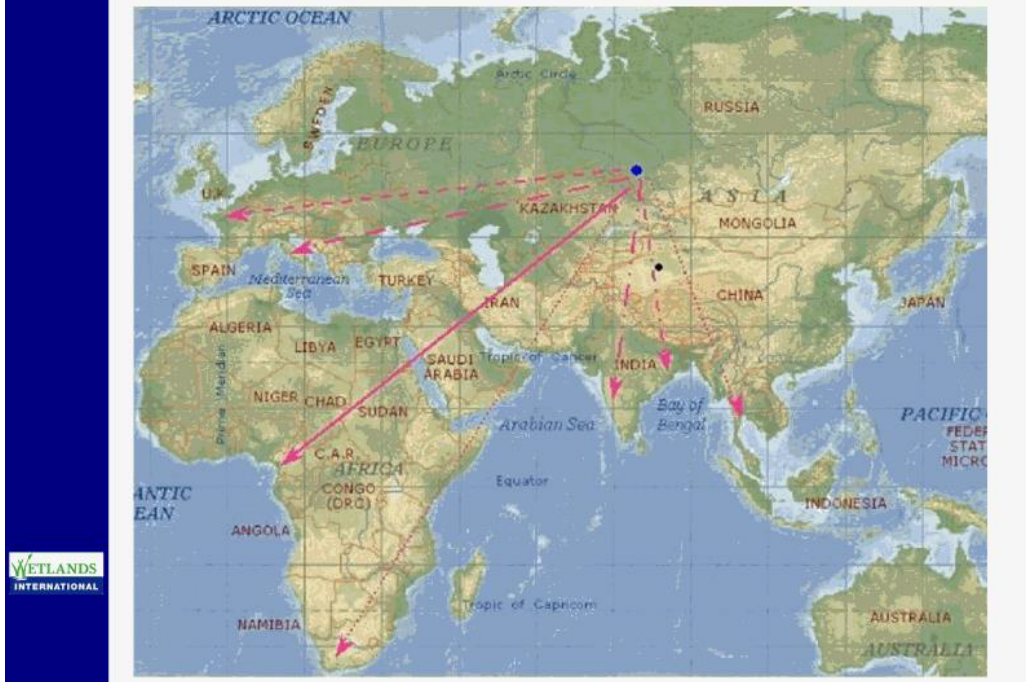 ARCTIC OCEAN
Arctic Circle
RUSSIA
SWEDEN
EUROPE
U.K.
ASIA
KAZAKHSTAN
MONGOLIA
SPAIN
Mediterranean
Sea
TURKEY
IRAN
CHINA
JAPAN
ALGERIA
LIBYA
EGYPT
SAUDI
ARABIA
Tropic of Cancer
INDIA
Prime Meridian
NIGER
CHAD
SUDAN
Arabian Sea
Bay of
Bengal
PACIFIC
FEDER
STAT
MICRO
C.A.R.
AFRICA
CONGO
(DRC)
Equator
ANTIC
EAN
INDONESIA
ANGOLA
WETLANDS
INTERNATIONAL
NAMIBIA
Tropic of Capricorn
AUSTRALIA
AUSTRALIA